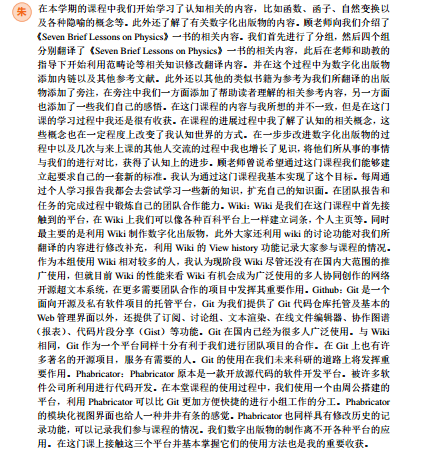 朱
在本学期的课程中我们开始学习了认知相关的内容，比如函数、函子、自然变换以
及各种隐喻的概念等。此外还了解了有关数字化出版物的内容。顾老师向我们介绍了
《Seven Brief Lessons on Physics》一书的相关内容。我们首先进行了分组，然后四个组
分别翻译了《Seven Brief Lessons on Physics》的相关内容，此后在老师和助教的
指导下开始利用范畴论等相关知识修改翻译内容。并在这个过程中为数字化出版物
添加内链以及其他参考文献。此外还以其他的类似书籍为参考为我们所翻译的出版
物添加了旁注，在旁注中我们一方面添加了帮助读者理解的相关参考内容，另一方面
也添加了一些我们自己的感悟。在这门课程的内容与我所想的并不一致，但是在这门
课的学习过程中我还是很有收获。在课程的进展过程中我了解了认知的相关概念，这
些概念也在一定程度上改变了我认知世界的方式。在一步步改进数字化出版物的过
程中以及几次与来上课的其他人交流的过程中我也增长了见识，将他们所从事的事情
与我们的进行对比，获得了认知上的进步。顾老师曾说希望通过这门课程我们能够建
立起要求自己的一套新的标准。我认为通过这门课程我基本实现了这个目标。每周通
过个人学习报告我都会去尝试学习一些新的知识，扩充自己的知识面。在团队报告和
任务的完成过程中锻炼自己的团队合作能力。Wiki：Wiki 是我们在这门课程中首先接
触到的平台，在 Wiki 上我们可以像各种百科平台上一样建立词条，个人主页等。同时
最主要的是利用 Wiki 制作数字化出版物，此外大家还利用 wiki 的讨论功能对我们所
翻译的内容进行修改补充，利用 Wiki 的 View history 功能记录大家参与课程的情况。
作为本组使用 Wiki 相对较多的人，我认为现阶段 Wiki 尽管还没有在国内大范围的推
广使用，但就目前 Wiki 的性能来看 Wiki 有机会成为广泛使用的多人协同创作的网络
开源超文本系统，在更多需要团队合作的项目中发挥其重要作用。Github：Git 是一个
面向开源及私有软件项目的托管平台，Git 为我们提供了 Git 代码仓库托管及基本的
Web 管理界面以外，还提供了订阅、讨论组、文本渲染、在线文件编辑器、协作图谱
（报表）、代码片段分享（Gist）等功能。Git 在国内已经为很多人广泛使用。与 Wiki
相同，Git 作为一个平台同样十分有利于我们进行团队项目的合作。在 Git 上也有许
多著名的开源项目，服务有需要的人。Git 的使用在我们未来科研的道路上将发挥重
要作用。Phabricator：Phabricator 原本是一款开放源代码的软件开发平台。被许多软
件公司所利用进行代码开发。在本堂课程的使用过程中，我们使用一个由周公搭建的
平台，利用 Phabricator 可以比 Git 更加方便快捷的进行小组工作的分工。Phabricator
的模块化视图界面也给人一种井井有条的感觉。Phabricator 也同样具有修改历史的记
录功能，可以记录我们参与课程的情况。我们数字出版物的制作离不开各种平台的应
用。在这门课上接触这三个平台并基本掌握它们的使用方法也是我的重要收获。